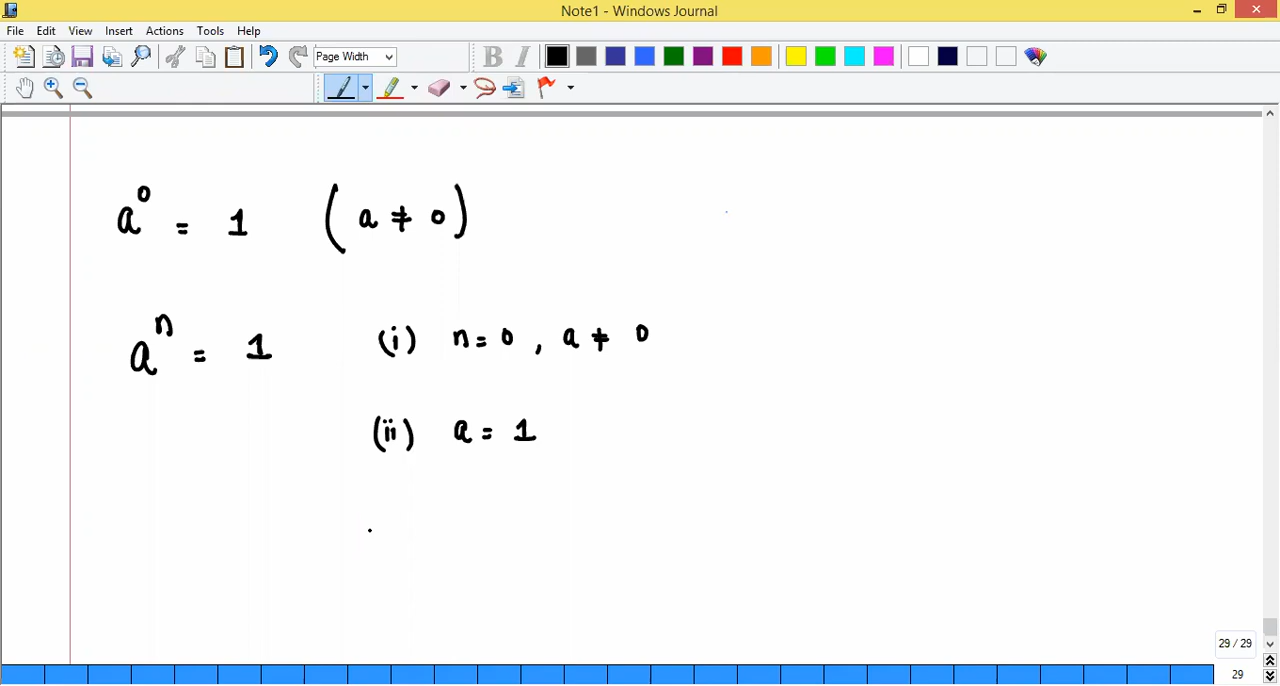 Note1 - Windows Journal
File Edit View Insert Actions Tools Help
Page Width B I
a⁰ = 1 (a ≠ 0)
aⁿ = 1 (i) n = 0 , a ≠ 0
(ii) a = 1
29 / 29
29